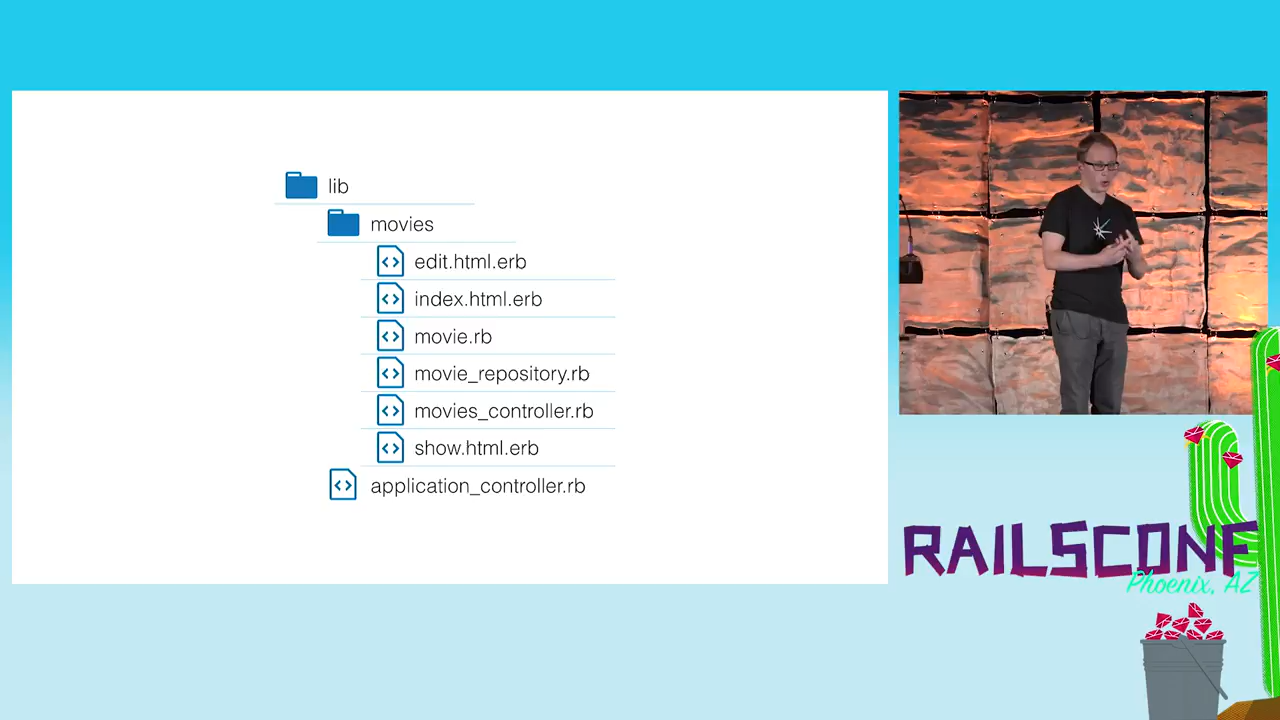 lib
movies
edit.html.erb
index.html.erb
movie.rb
movie_repository.rb
movies_controller.rb
show.html.erb
application_controller.rb
RAILSCONF
Phoenix, AZ